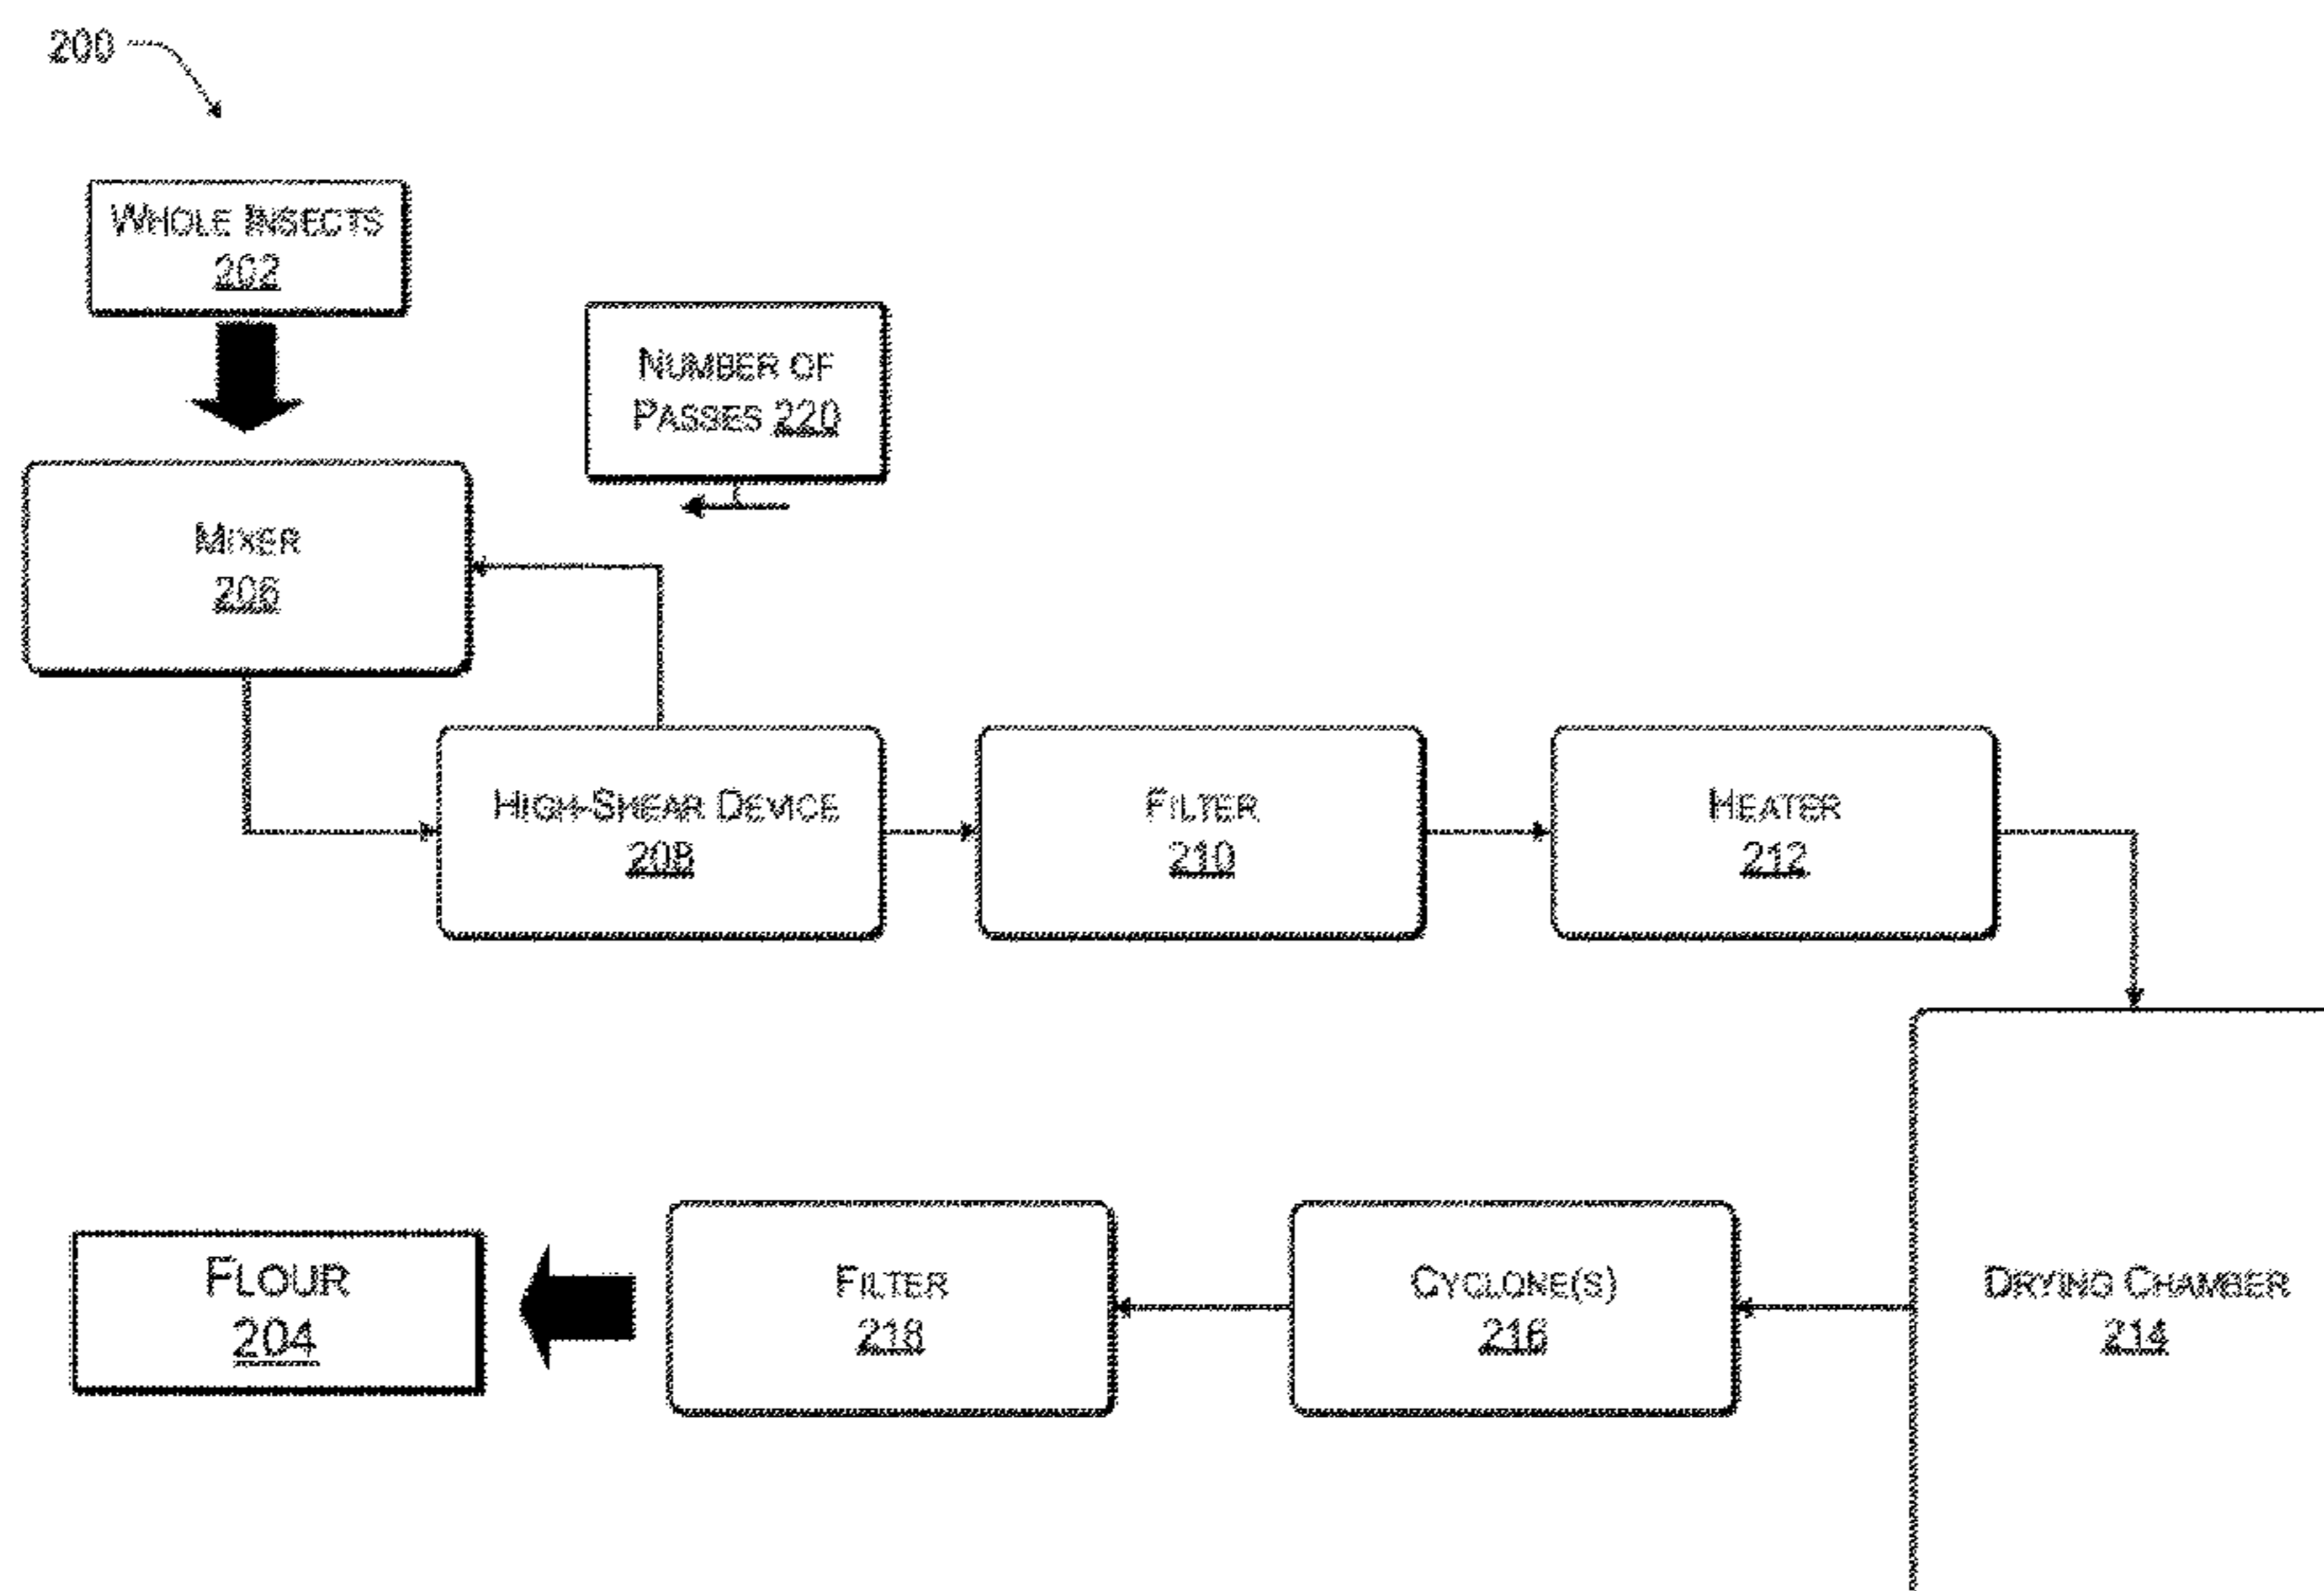 200
WHOLE INSECTS
202
NUMBER OF
PASSES 220
MIXER
206
HIGH-SHEAR DEVICE
208
FILTER
210
HEATER
212
FLOUR
204
FILTER
218
CYCLONE(S)
216
DRYING CHAMBER
214